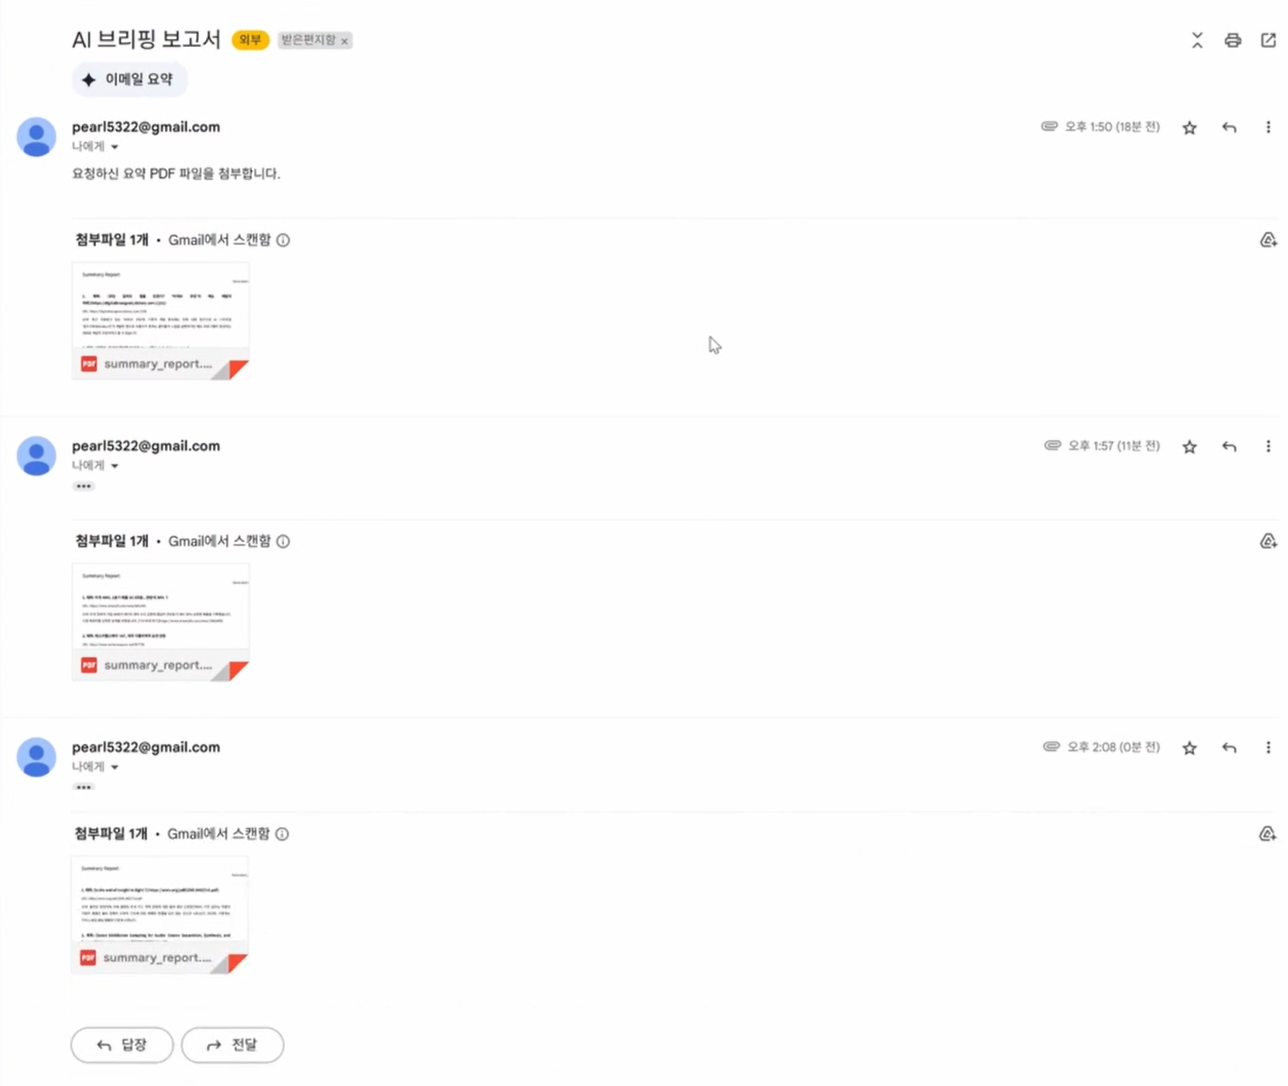 AI 브리핑 보고서 외부 받은편지함 ×
이메일 요약
pearl5322@gmail.com 오후 1:50 (18분 전)
나에게
요청하신 요약 PDF 파일을 첨부합니다.
첨부파일 1개 • Gmail에서 스캔함
Summary Report
PDF summary_report....
pearl5322@gmail.com 오후 1:57 (11분 전)
나에게
•••
첨부파일 1개 • Gmail에서 스캔함
Summary Report
PDF summary_report....
pearl5322@gmail.com 오후 2:08 (0분 전)
나에게
•••
첨부파일 1개 • Gmail에서 스캔함
Summary Report
PDF summary_report....
답장 전달